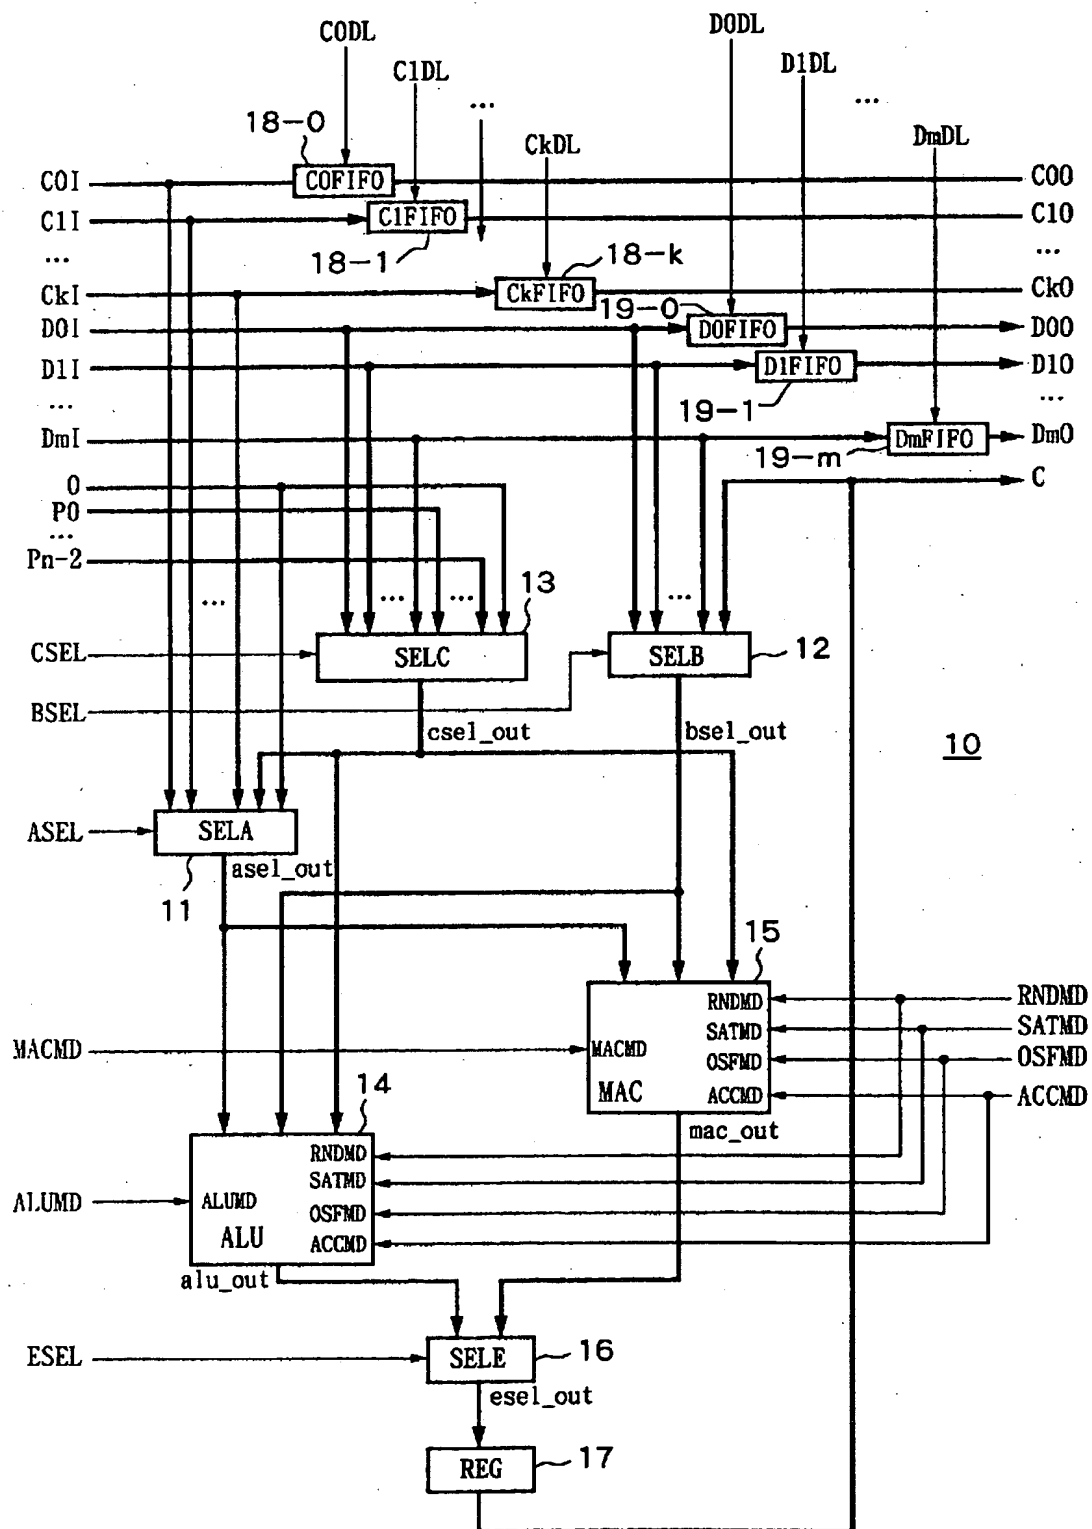 C0DL
D0DL
C1DL
D1DL
...
...
CkDL
DmDL
18-0
C0I
C0FIFO
C0O
C1I
C1FIFO
C1O
...
18-1
18-k
...
CkI
CkFIFO
CkO
19-0
D0I
D0FIFO
D0O
D1I
D1FIFO
D1O
...
19-1
...
DmI
DmFIFO
DmO
19-m
0
C
P0
...
Pn-2
...
...
...
...
13
CSEL
SELC
SELB
12
BSEL
csel_out
bsel_out
10
ASEL
SELA
asel_out
11
15
RNDMD
RNDMD
SATMD
SATMD
MACMD
MACMD
OSFMD
OSFMD
MAC
ACCMD
ACCMD
14
mac_out
RNDMD
SATMD
ALUMD
ALUMD
OSFMD
ALU
ACCMD
alu_out
ESEL
SELE
16
esel_out
REG
17